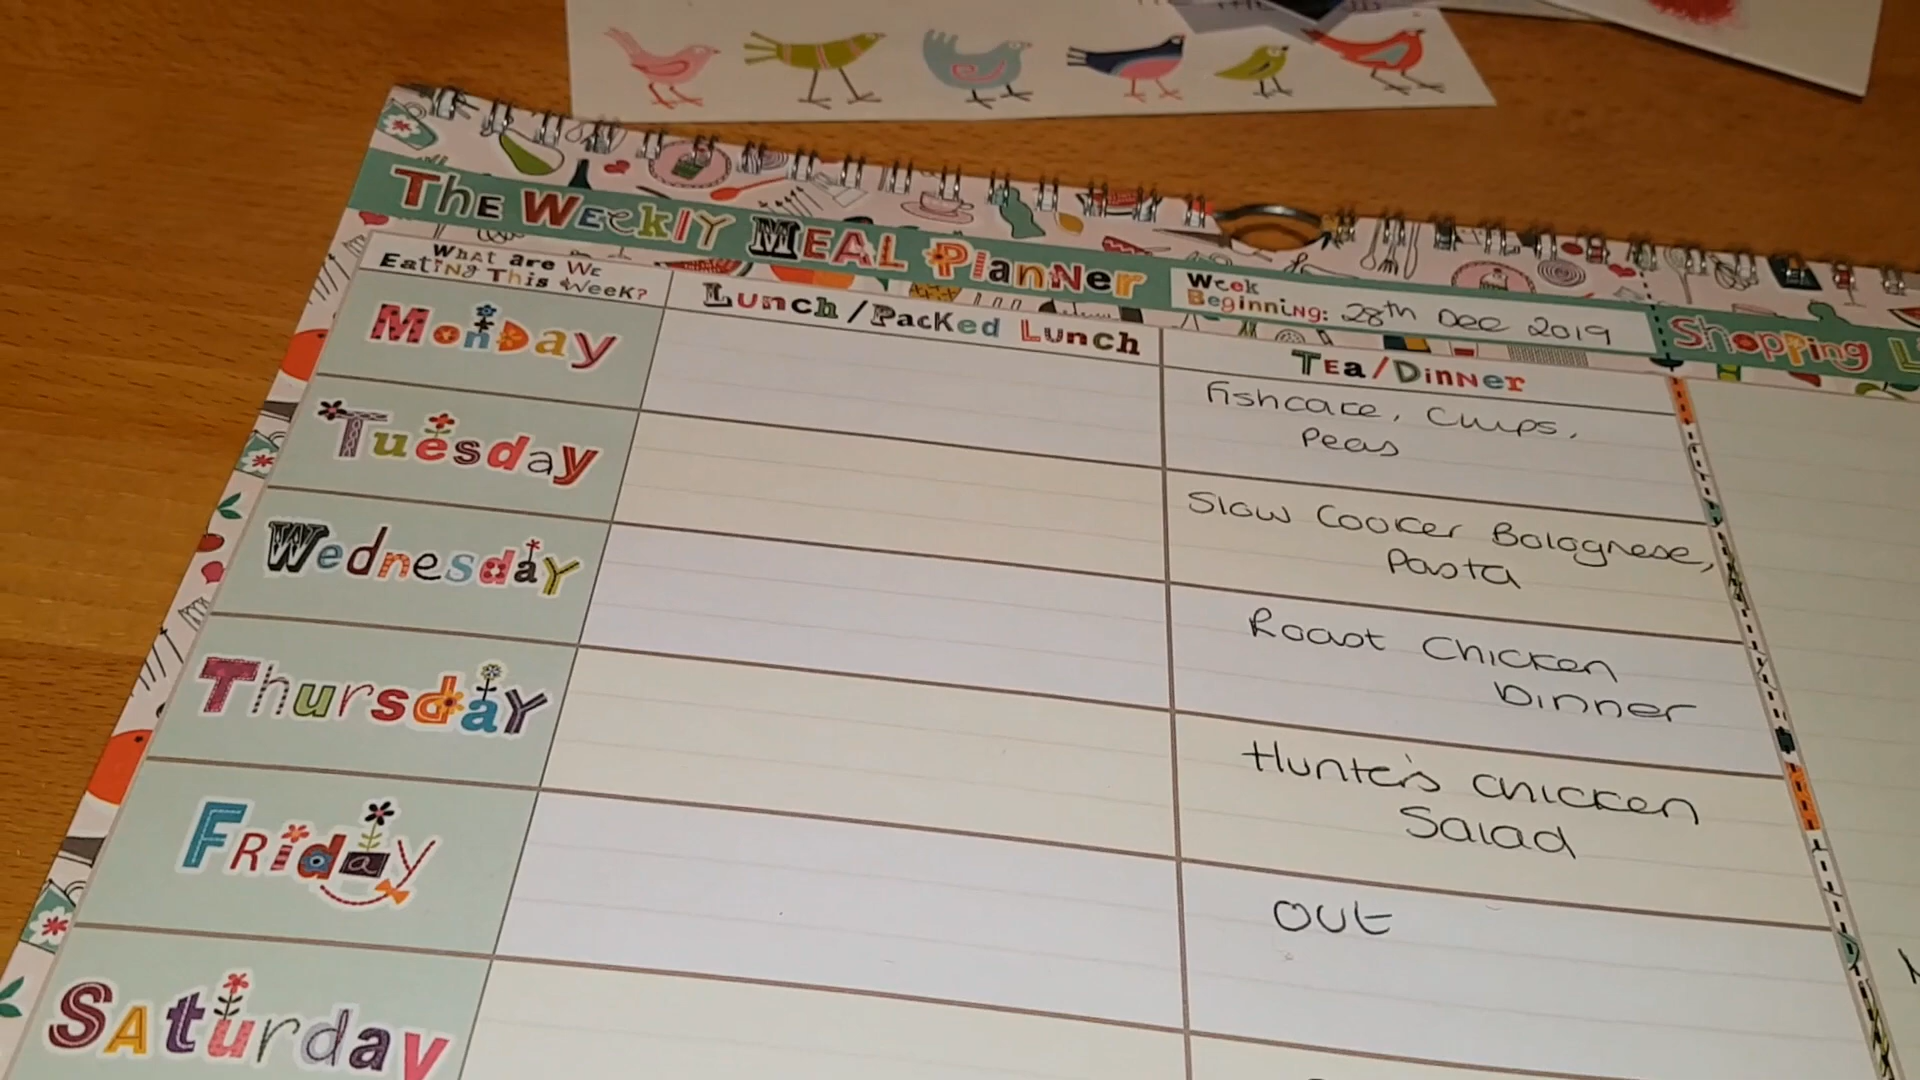 The Weekly Meal Planner
Week
Beginning: 28th Dec 2019
Shopping
What are We
Eating This Week?
Lunch/Packed Lunch
Tea/Dinner
Monday
Fishcake, Chips,
Peas
Tuesday
Slow Cooker Bolognese,
Pasta
Wednesday
Roast Chicken
Dinner
Thursday
Hunter's Chicken
Salad
Friday
Out
Saturday